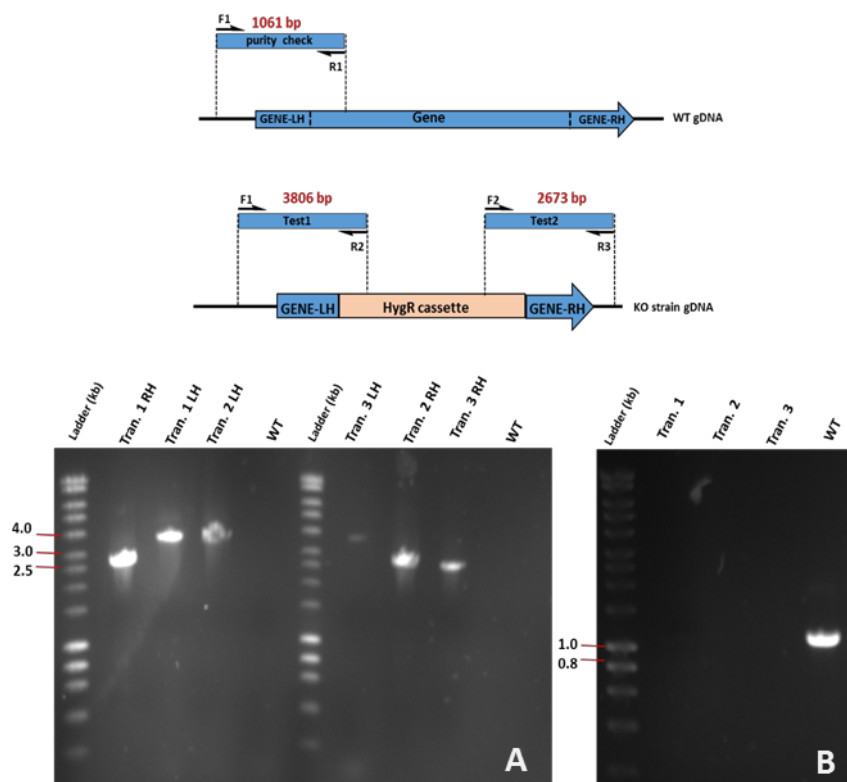 F1 1061 bp
purity check
R1
GENE-LH Gene GENE-RH WT gDNA
F1 3806 bp F2 2673 bp
Test1 Test2
R2 R3
GENE-LH HygR cassette GENE-RH KO strain gDNA
Ladder (kb) Tran. 1 RH Tran. 1 LH Tran. 2 LH WT Ladder (kb) Tran. 3 LH Tran. 2 RH Tran. 3 RH WT
4.0
3.0
2.5
A
Ladder (kb) Tran. 1 Tran. 2 Tran. 3 WT
1.0
0.8
B